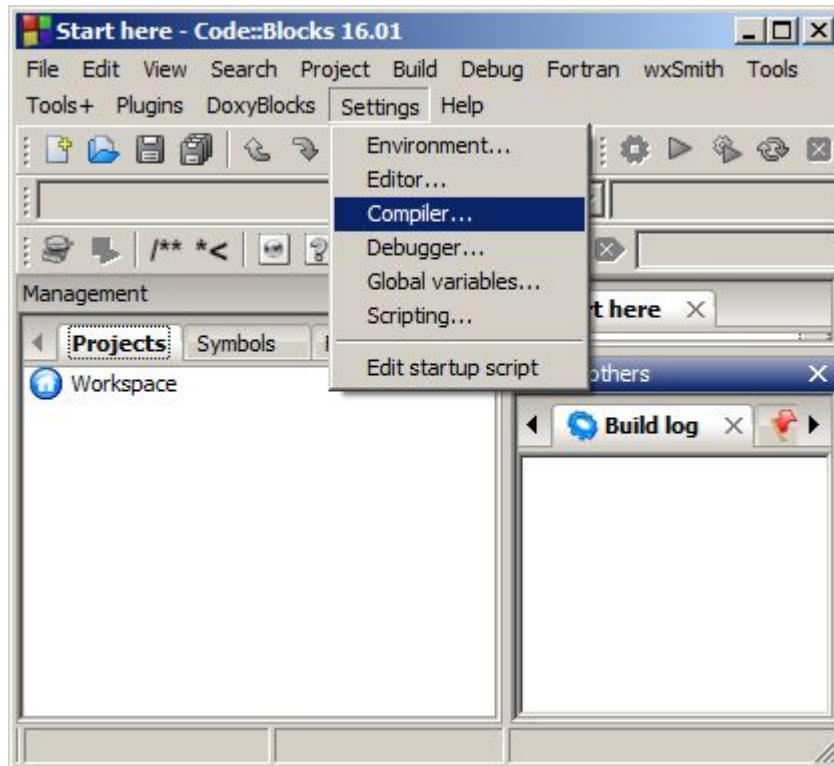 Start here - Code::Blocks 16.01
File Edit View Search Project Build Debug Fortran wxSmith Tools
Tools+ Plugins DoxyBlocks Settings Help
Environment...
Editor...
Compiler...
/** *<
Debugger...
Global variables...
Management
Scripting...
rt here
Projects Symbols
Edit startup script
others
Workspace
Build log